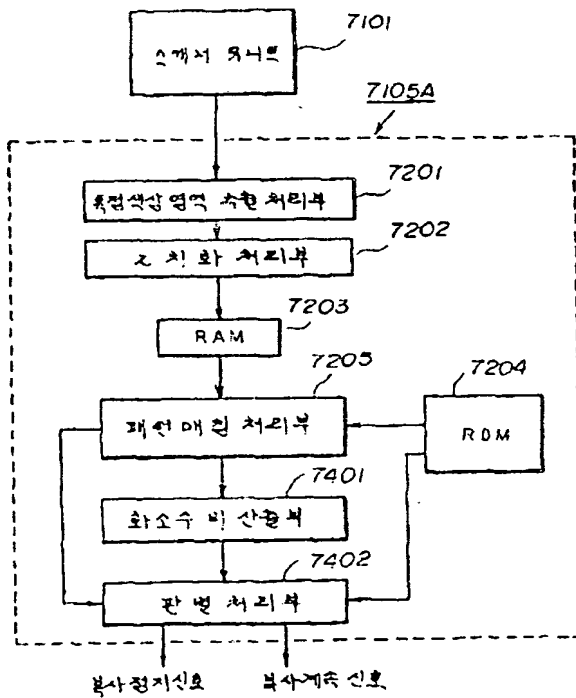 7101
스캐너 유니트
7105A
7201
특정색감 영역 추출 처리부
7202
2 치화 처리부
7203
RAM
7205
7204
패턴 매칭 처리부
ROM
7401
화소수 비 산출부
7402
판별 처리부
복사정지신호
복사계속 신호